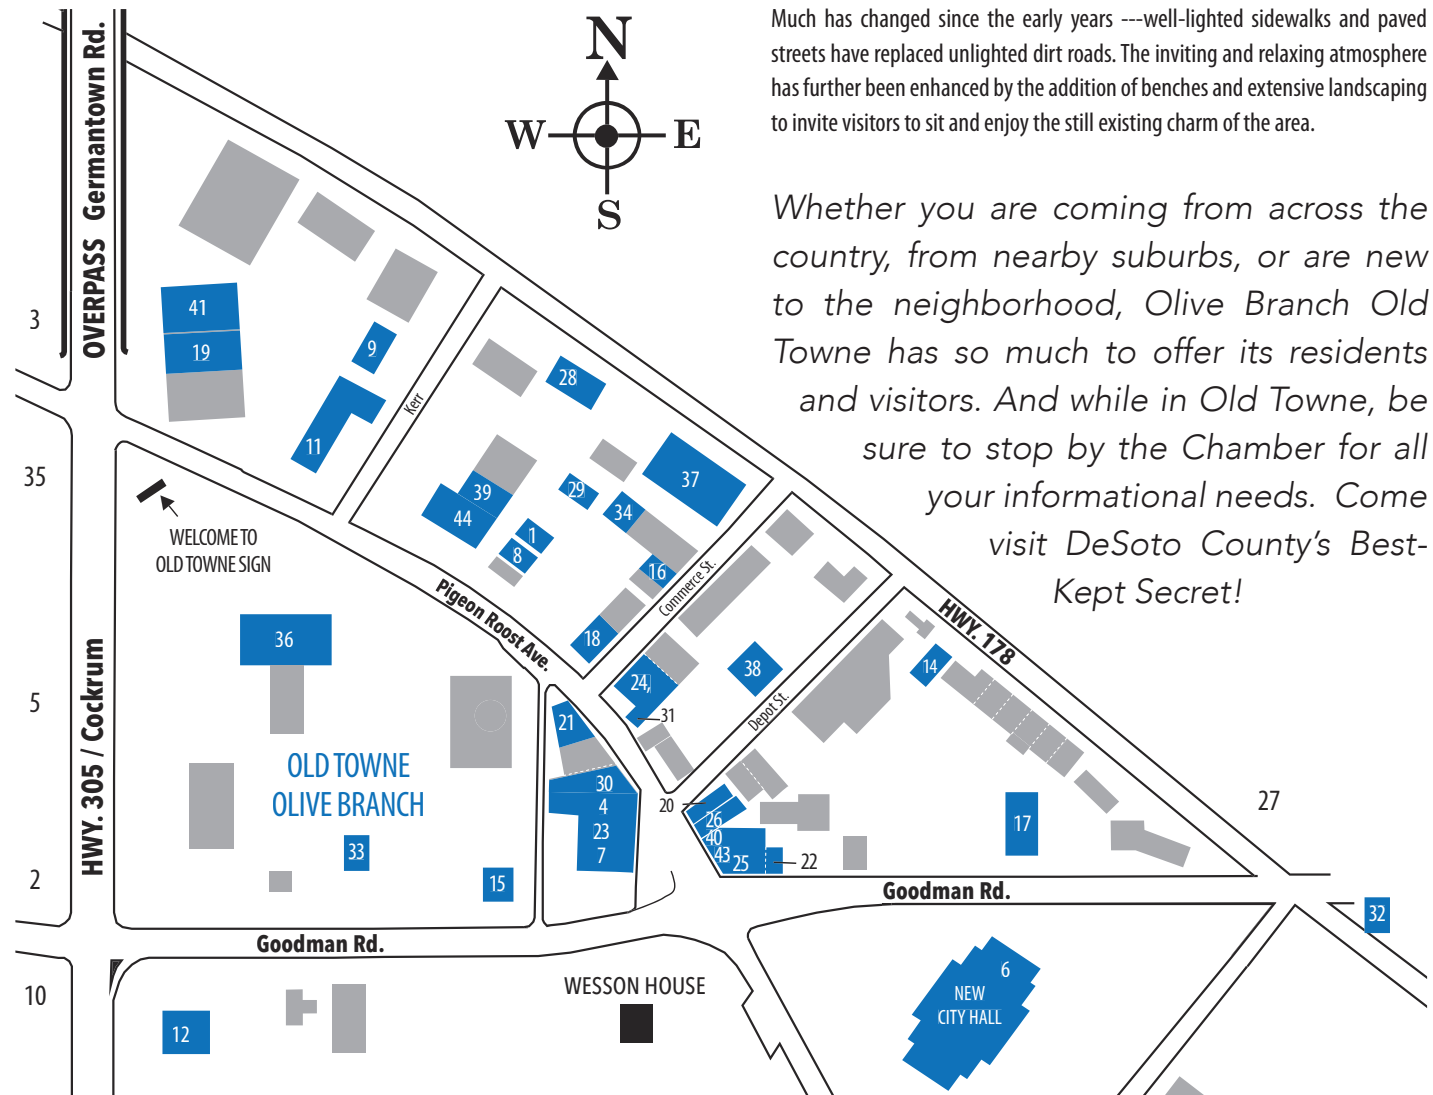 Much has changed since the early years ---well-lighted sidewalks and paved
streets have replaced unlighted dirt roads. The inviting and relaxing atmosphere
has further been enhanced by the addition of benches and extensive landscaping
to invite visitors to sit and enjoy the still existing charm of the area.
Whether you are coming from across the
country, from nearby suburbs, or are new
to the neighborhood, Olive Branch Old
Towne has so much to offer its residents
and visitors. And while in Old Towne, be
sure to stop by the Chamber for all
your informational needs. Come
visit DeSoto County's Best-
Kept Secret!
N
W
E
S
OVERPASS Germantown Rd.
3
41
19
9
11
Kerr
28
35
WELCOME TO
OLD TOWNE SIGN
39
44
29
34
37
1
8
16
18
Commerce St.
Pigeon Roost Ave.
HWY. 178
36
24,
31
38
Depot St.
14
5
HWY. 305 / Cockrum
OLD TOWNE
OLIVE BRANCH
21
30
4
23
7
20
26
40
43
25
22
17
27
33
15
2
Goodman Rd.
Goodman Rd.
32
10
12
WESSON HOUSE
6
NEW
CITY HALL